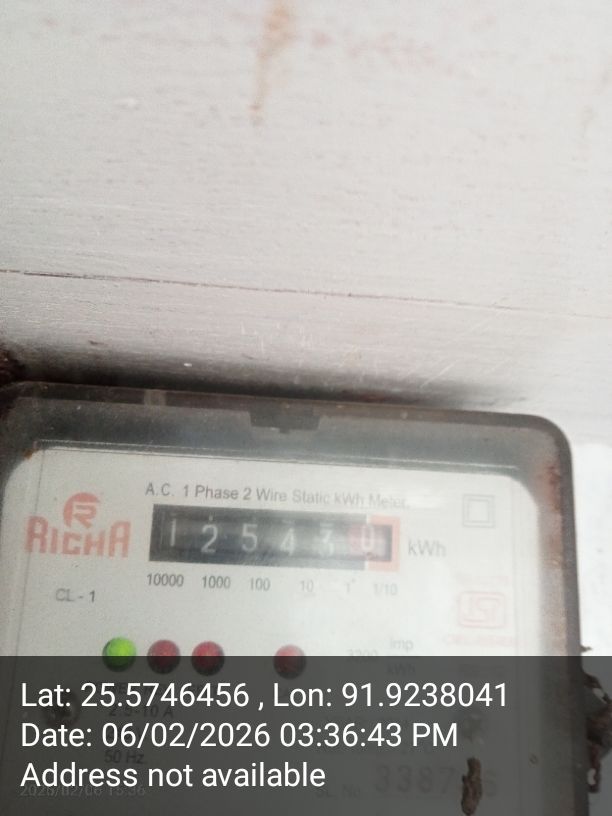 A.C. 1 Phase 2 Wire Static kWh Meter.
RICHA
1 2 5 4 3 0 kWh
10000 1000 100 10 1 1/10
CL - 1
imp
kWh
Lat: 25.5746456 , Lon: 91.9238041
Date: 06/02/2026 03:36:43 PM
50 Hz.
Address not available